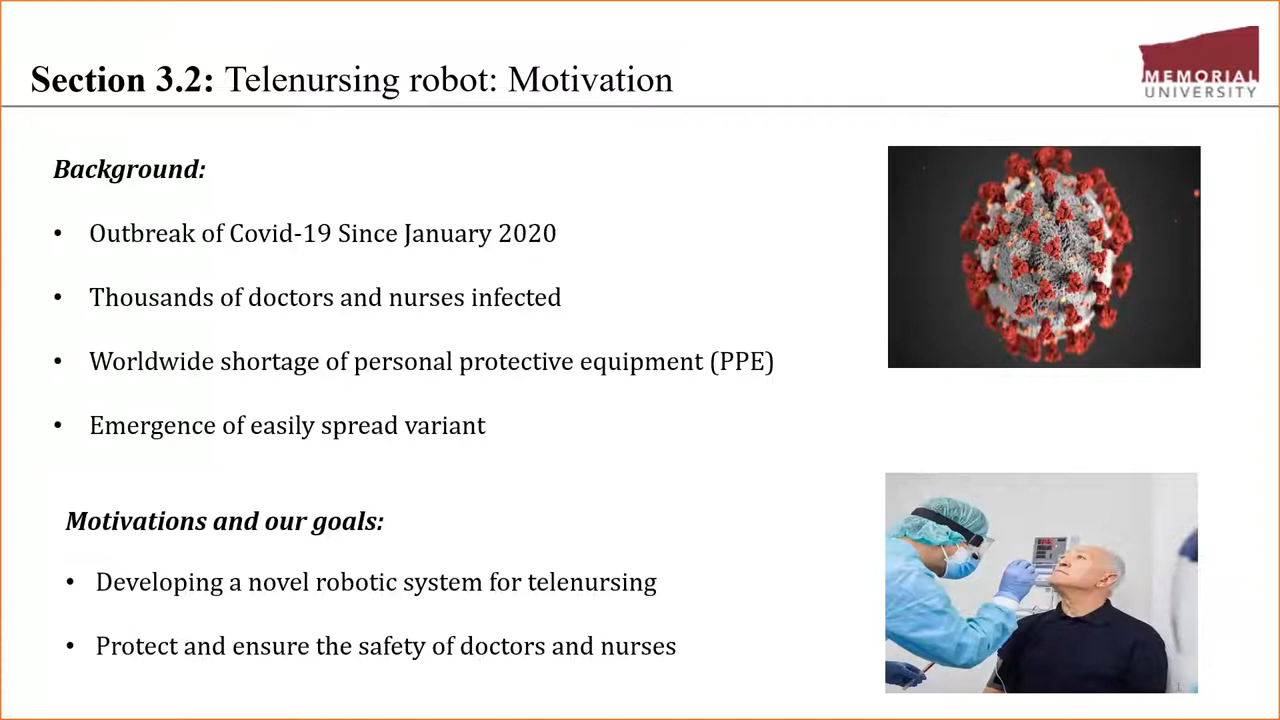 Section 3.2: Telenursing robot: Motivation
MEMORIAL
UNIVERSITY
Background:
• Outbreak of Covid-19 Since January 2020
• Thousands of doctors and nurses infected
• Worldwide shortage of personal protective equipment (PPE)
• Emergence of easily spread variant
Motivations and our goals:
• Developing a novel robotic system for telenursing
• Protect and ensure the safety of doctors and nurses